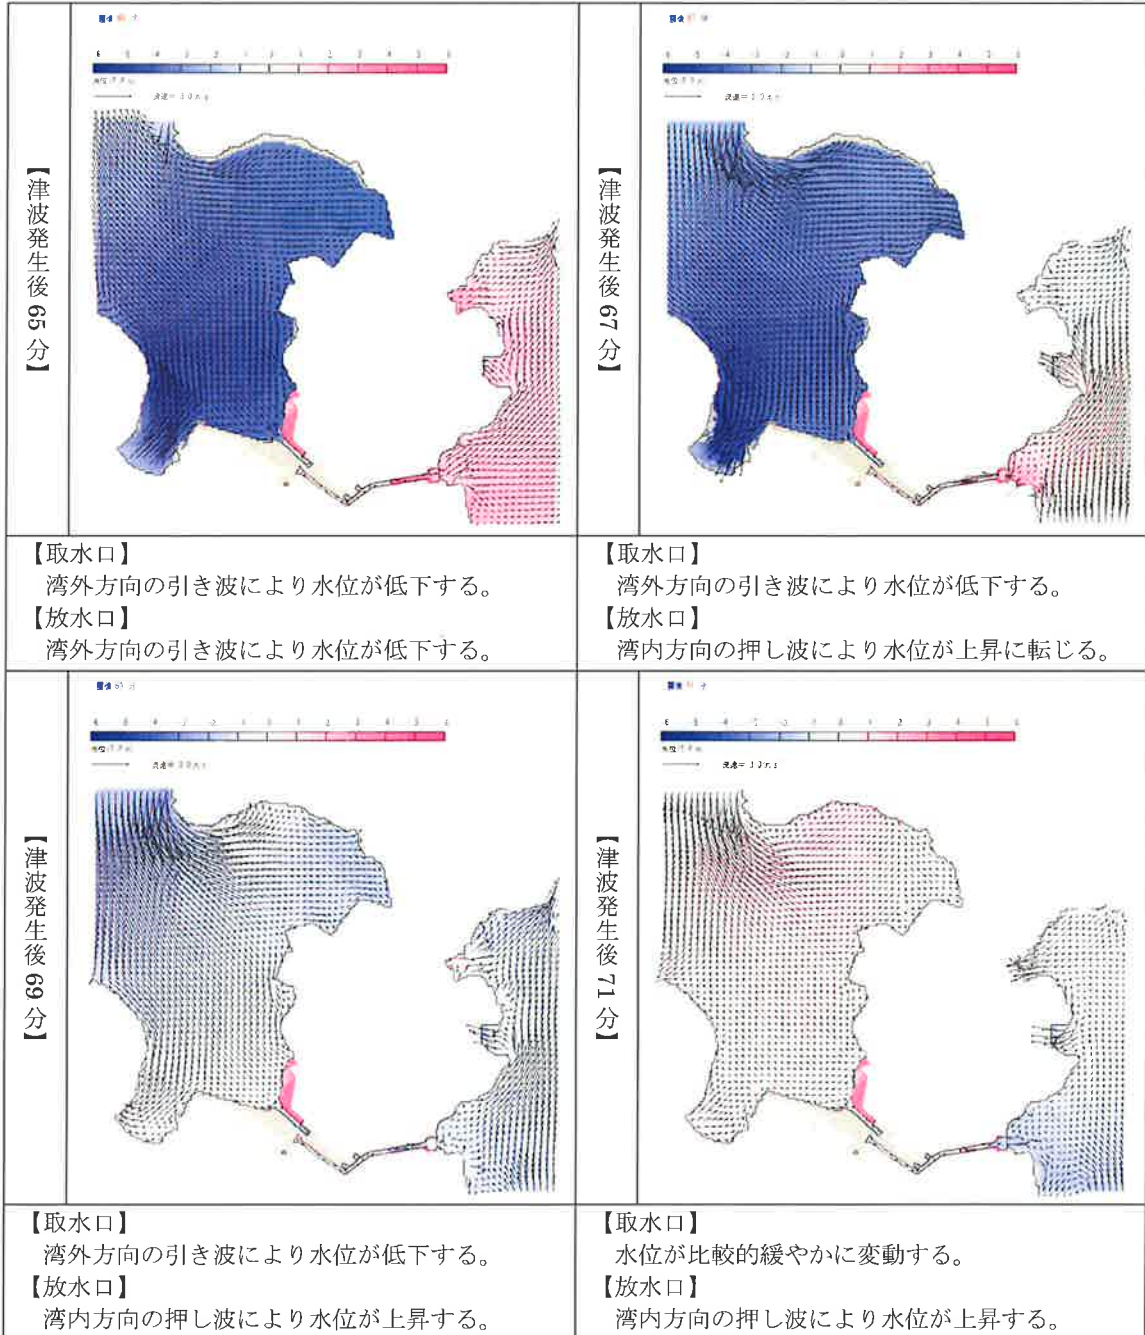 【津波発生後 65 分】
【取水口】
湾外方向の引き波により水位が低下する。
【放水口】
湾外方向の引き波により水位が低下する。
【津波発生後 67 分】
【取水口】
湾外方向の引き波により水位が低下する。
【放水口】
湾内方向の押し波により水位が上昇に転じる。
【津波発生後 69 分】
【取水口】
湾外方向の引き波により水位が低下する。
【放水口】
湾内方向の押し波により水位が上昇する。
【津波発生後 71 分】
【取水口】
水位が比較的緩やかに変動する。
【放水口】
湾内方向の押し波により水位が上昇する。